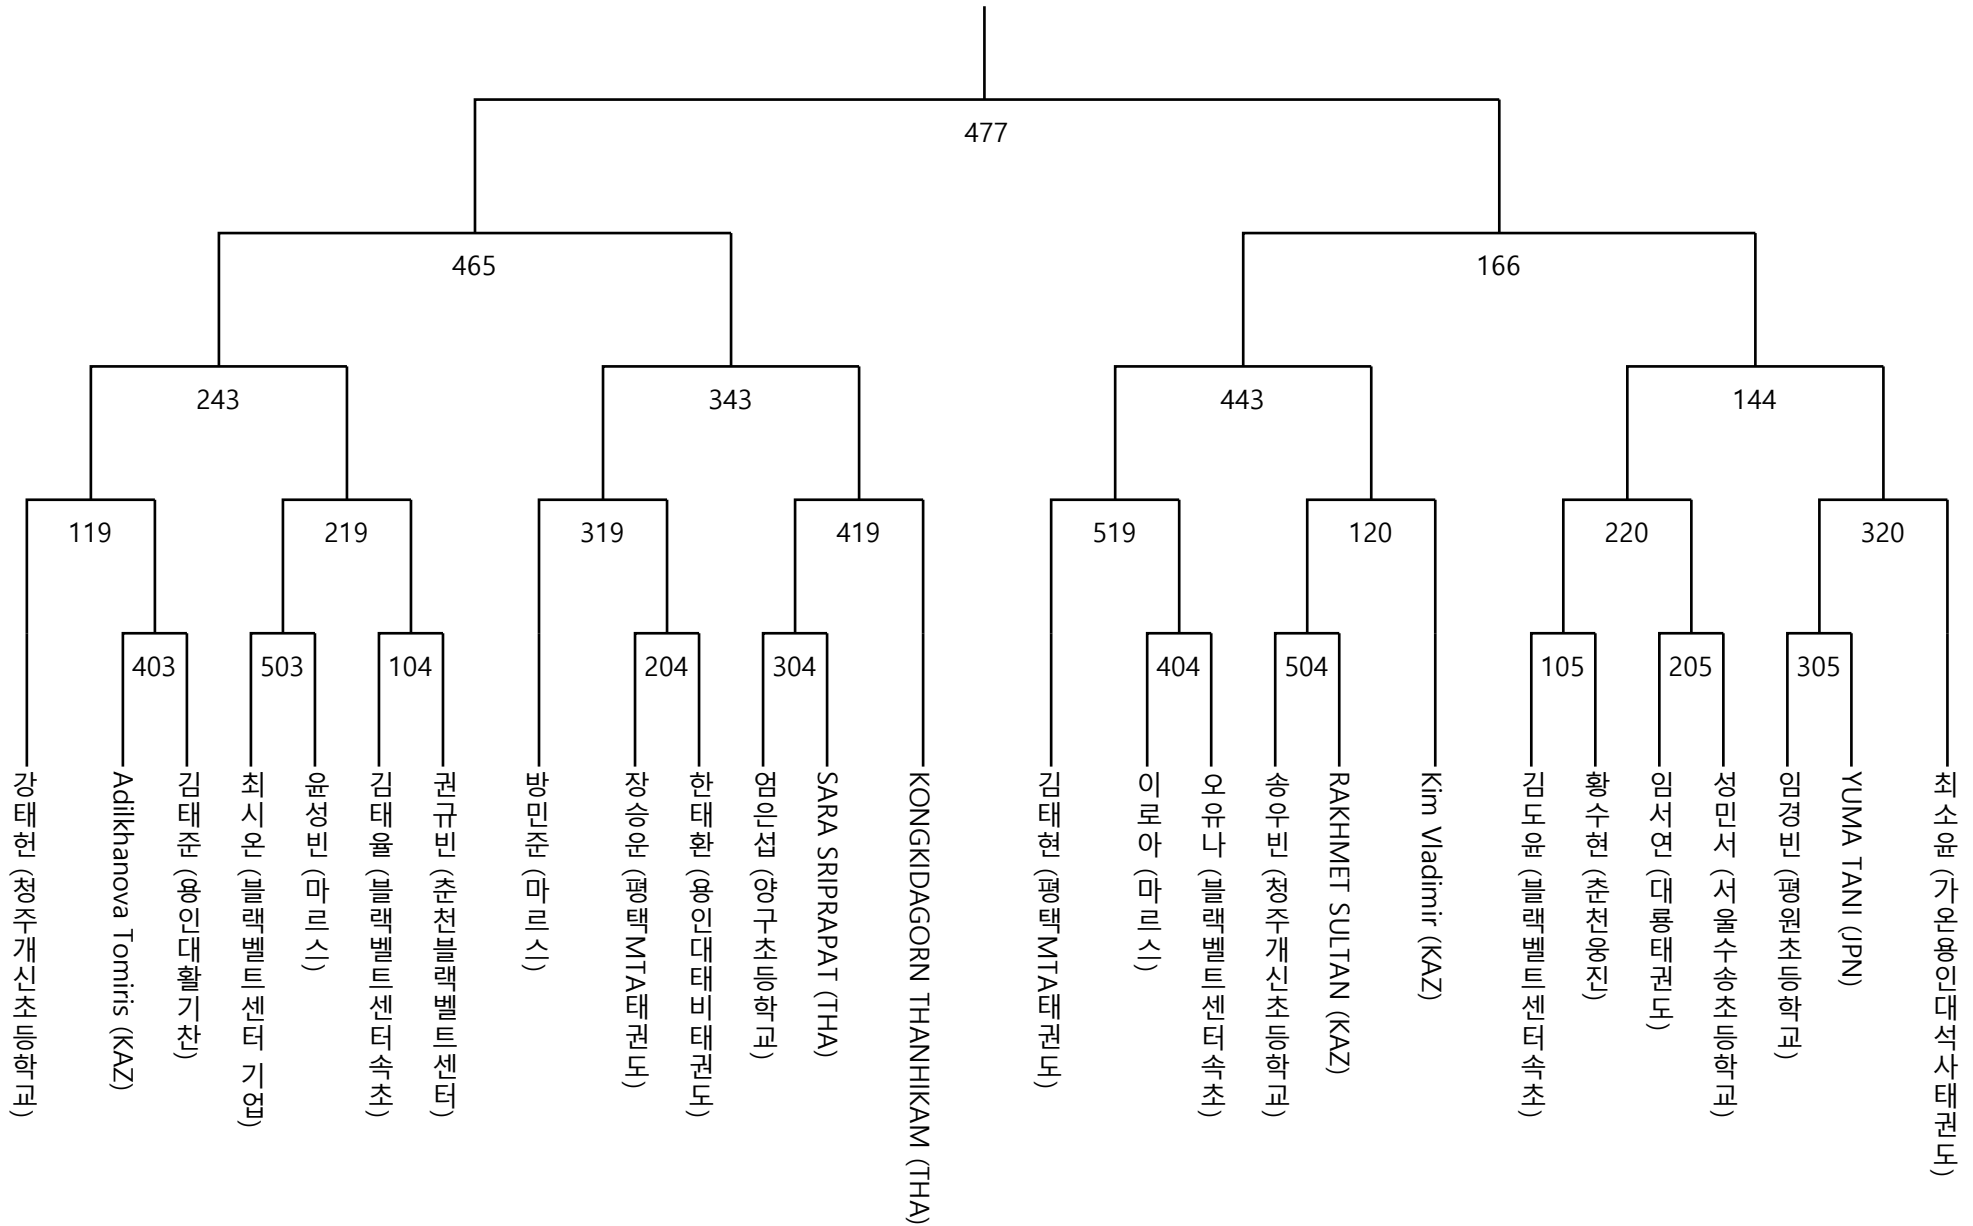 477
465
166
243
343
443
144
119
219
319
419
519
120
220
320
403
503
104
204
304
404
504
105
205
305
강태헌 (청주개신초등학교)
Adilkhanova Tomiris (KAZ)
김태준 (용인대활기찬)
최시온 (블랙벨트센터 기업)
윤성빈 (마르스)
김태율 (블랙벨트센터속초)
권규빈 (춘천블랙벨트센터)
방민준 (마르스)
장승운 (평택MTA태권도)
한태환 (용인대태비태권도)
엄은섭 (양구초등학교)
SARA SRIPRAPAT (THA)
KONGKIDAGORN THANHIKAM (THA)
김태현 (평택MTA태권도)
이로아 (마르스)
오유나 (블랙벨트센터속초)
송우빈 (청주개신초등학교)
RAKHMET SULTAN (KAZ)
Kim Vladimir (KAZ)
김도윤 (블랙벨트센터속초)
황수현 (춘천웅진)
임서연 (대룡태권도)
성민서 (서울수송초등학교)
임경빈 (평원초등학교)
YUMA TANI (JPN)
최소윤 (가온용인대석사태권도)